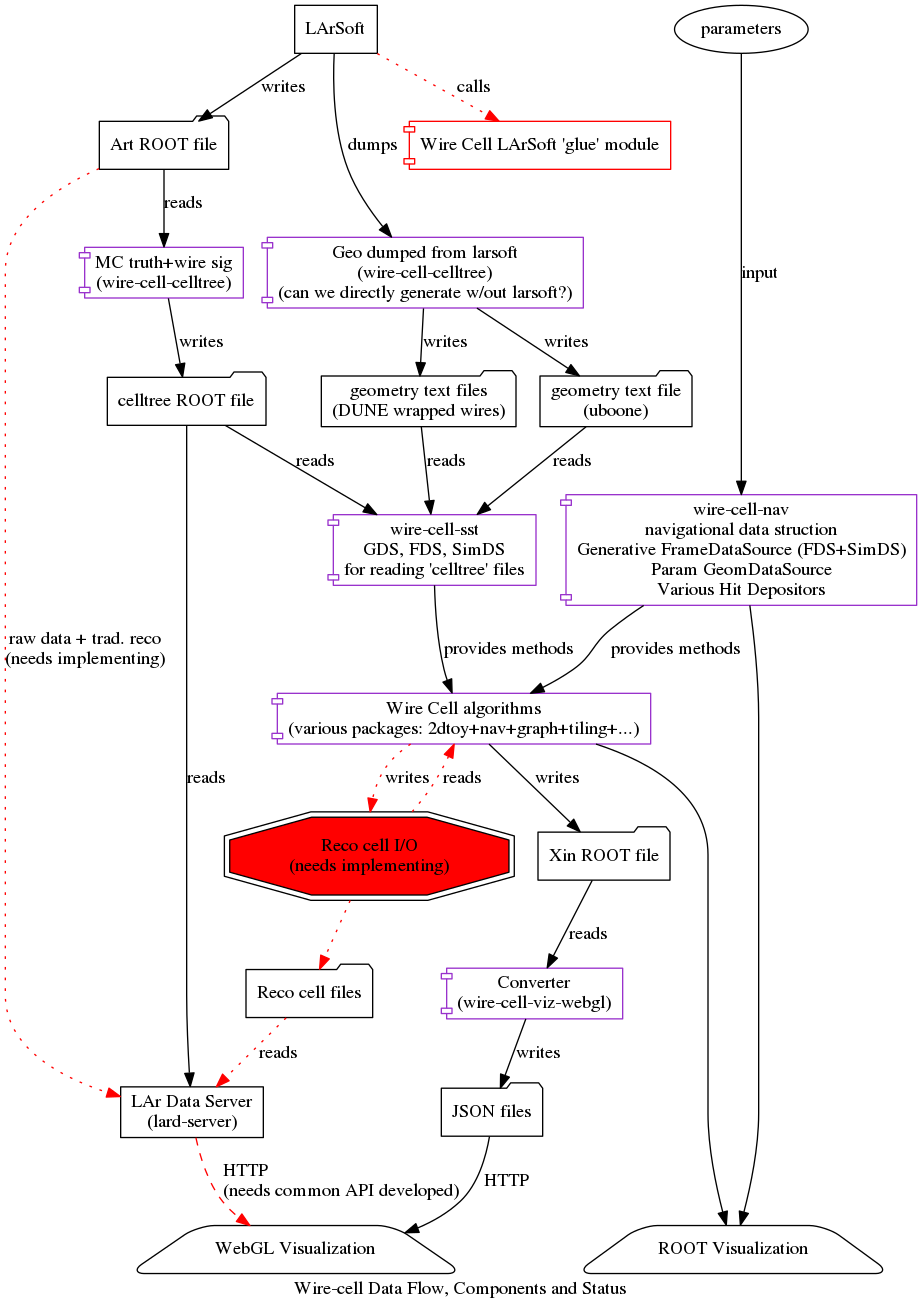 LArSoft
parameters
writes
calls
Art ROOT file
dumps
Wire Cell LArSoft 'glue' module
reads
MC truth+wire sig
(wire-cell-celltree)
Geo dumped from larsoft
(wire-cell-celltree)
(can we directly generate w/out larsoft?)
input
writes
writes
writes
celltree ROOT file
geometry text files
(DUNE wrapped wires)
geometry text file
(uboone)
reads
reads
reads
wire-cell-sst
GDS, FDS, SimDS
for reading 'celltree' files
wire-cell-nav
navigational data struction
Generative FrameDataSource (FDS+SimDS)
Param GeomDataSource
Various Hit Depositors
raw data + trad. reco
(needs implementing)
provides methods
provides methods
Wire Cell algorithms
(various packages: 2dtoy+nav+graph+tiling+...)
reads
writes
reads
writes
Reco cell I/O
(needs implementing)
Xin ROOT file
reads
Reco cell files
Converter
(wire-cell-viz-webgl)
reads
writes
LAr Data Server
(lard-server)
JSON files
HTTP
(needs common API developed)
HTTP
WebGL Visualization
ROOT Visualization
Wire-cell Data Flow, Components and Status